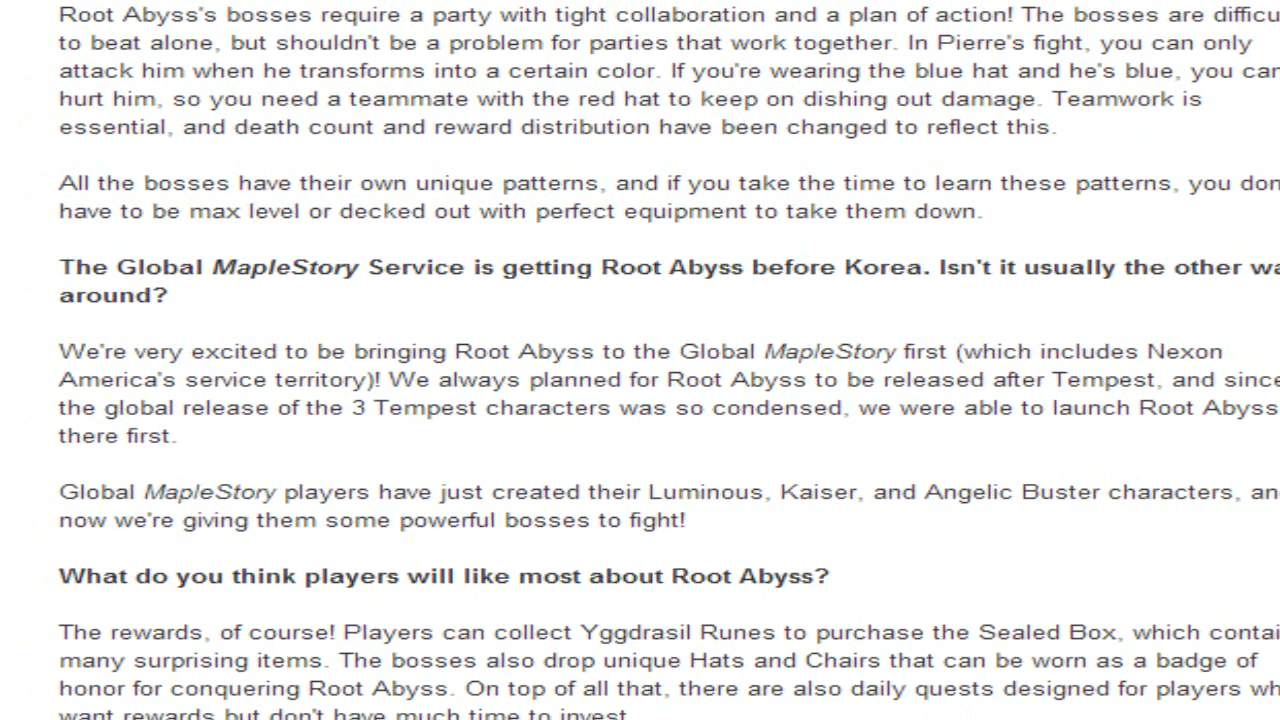 Root Abyss's bosses require a party with tight collaboration and a plan of action! The bosses are difficu
to beat alone, but shouldn't be a problem for parties that work together. In Pierre's fight, you can only
attack him when he transforms into a certain color. If you're wearing the blue hat and he's blue, you can
hurt him, so you need a teammate with the red hat to keep on dishing out damage. Teamwork is
essential, and death count and reward distribution have been changed to reflect this.
All the bosses have their own unique patterns, and if you take the time to learn these patterns, you don
have to be max level or decked out with perfect equipment to take them down.
The Global MapleStory Service is getting Root Abyss before Korea. Isn't it usually the other wa
around?
We're very excited to be bringing Root Abyss to the Global MapleStory first (which includes Nexon
America's service territory)! We always planned for Root Abyss to be released after Tempest, and since
the global release of the 3 Tempest characters was so condensed, we were able to launch Root Abyss
there first.
Global MapleStory players have just created their Luminous, Kaiser, and Angelic Buster characters, and
now we're giving them some powerful bosses to fight!
What do you think players will like most about Root Abyss?
The rewards, of course! Players can collect Yggdrasil Runes to purchase the Sealed Box, which contai
many surprising items. The bosses also drop unique Hats and Chairs that can be worn as a badge of
honor for conquering Root Abyss. On top of all that, there are also daily quests designed for players wh
want rewards but don't have much time to invest.